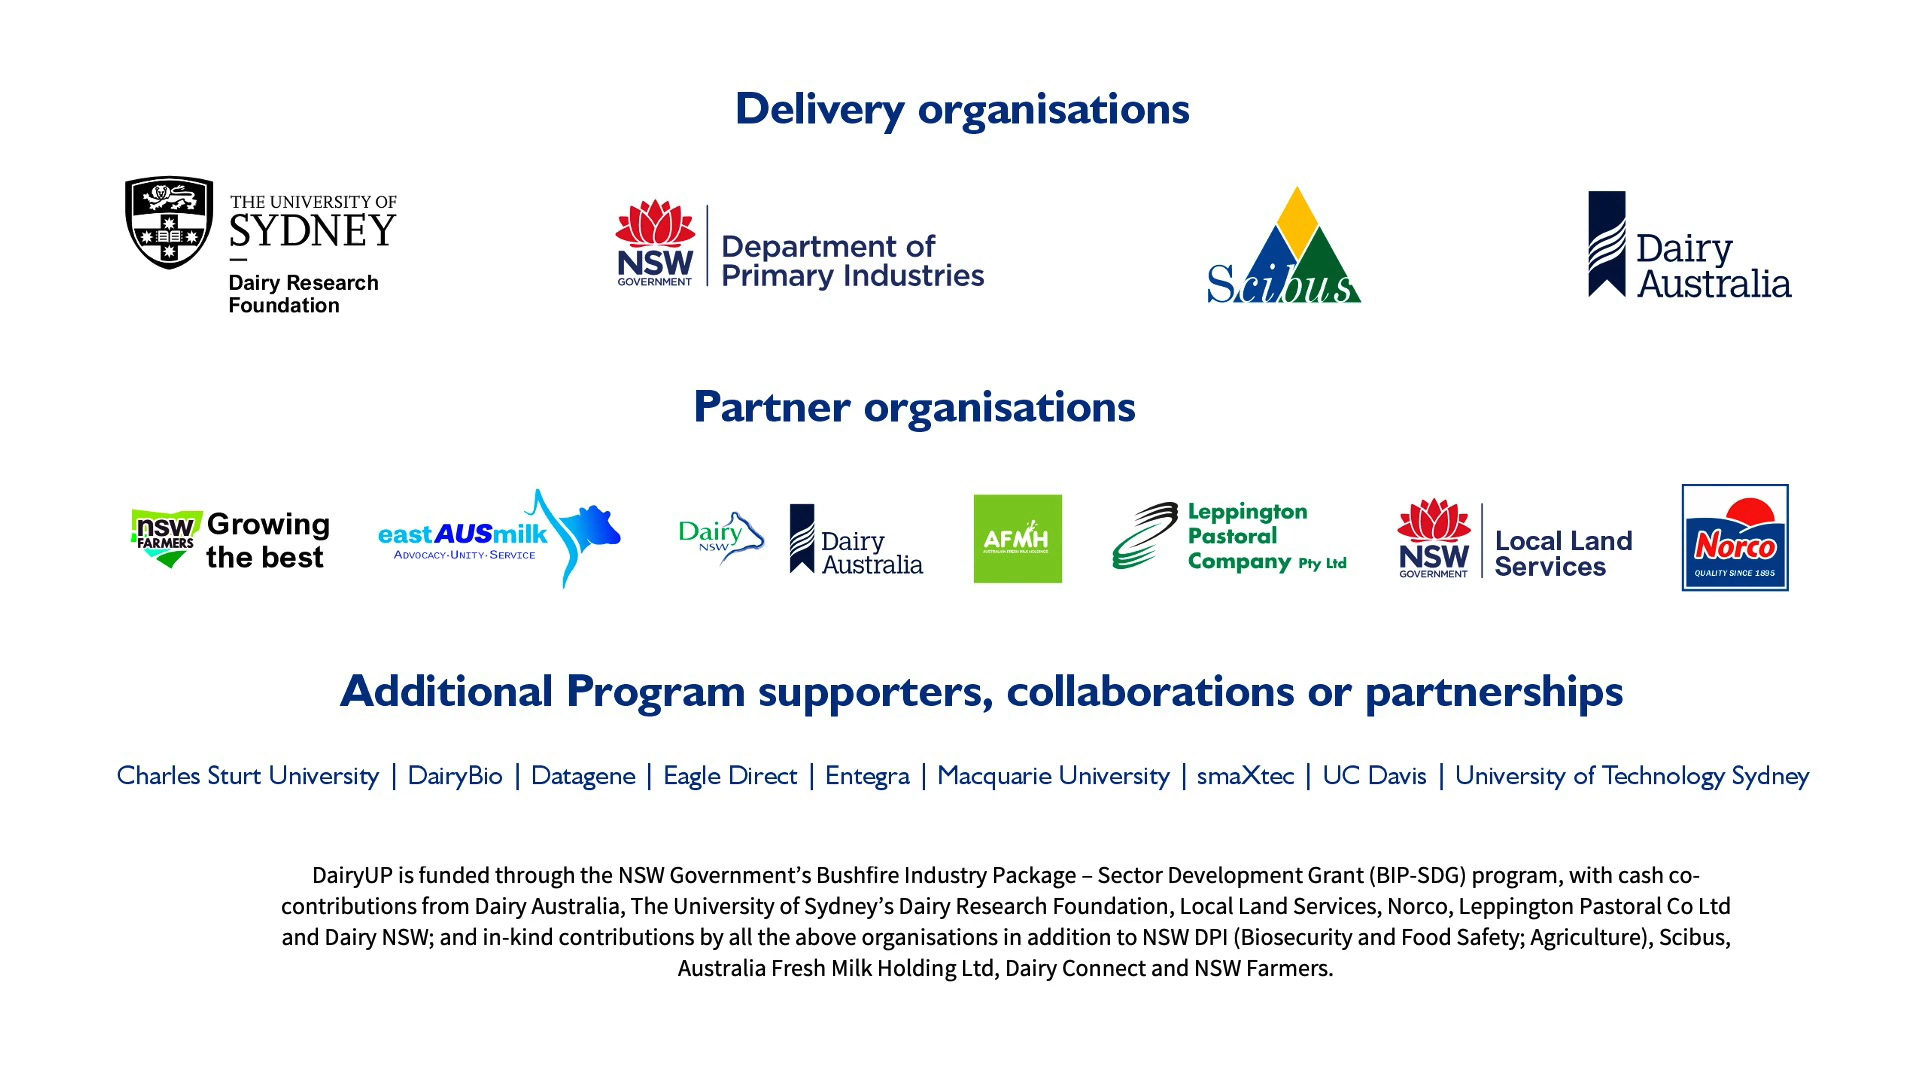 Delivery organisations
THE UNIVERSITY OF
SYDNEY
Dairy Research
Foundation
NSW
GOVERNMENT
Department of
Primary Industries
Scibus
Dairy
Australia
Partner organisations
nsw
FARMERS
Growing
the best
eastAUSmilk
ADVOCACY·UNITY·SERVICE
Dairy
NSW
Dairy
Australia
AFMH
AUSTRALIAN FRESH MILK HOLDINGS
Leppington
Pastoral
Company Pty Ltd
NSW
GOVERNMENT
Local Land
Services
Norco
QUALITY SINCE 1895
Additional Program supporters, collaborations or partnerships
Charles Sturt University | DairyBio | Datagene | Eagle Direct | Entegra | Macquarie University | smaXtec | UC Davis | University of Technology Sydney
DairyUP is funded through the NSW Government’s Bushfire Industry Package – Sector Development Grant (BIP-SDG) program, with cash co-
contributions from Dairy Australia, The University of Sydney’s Dairy Research Foundation, Local Land Services, Norco, Leppington Pastoral Co Ltd
and Dairy NSW; and in-kind contributions by all the above organisations in addition to NSW DPI (Biosecurity and Food Safety; Agriculture), Scibus,
Australia Fresh Milk Holding Ltd, Dairy Connect and NSW Farmers.